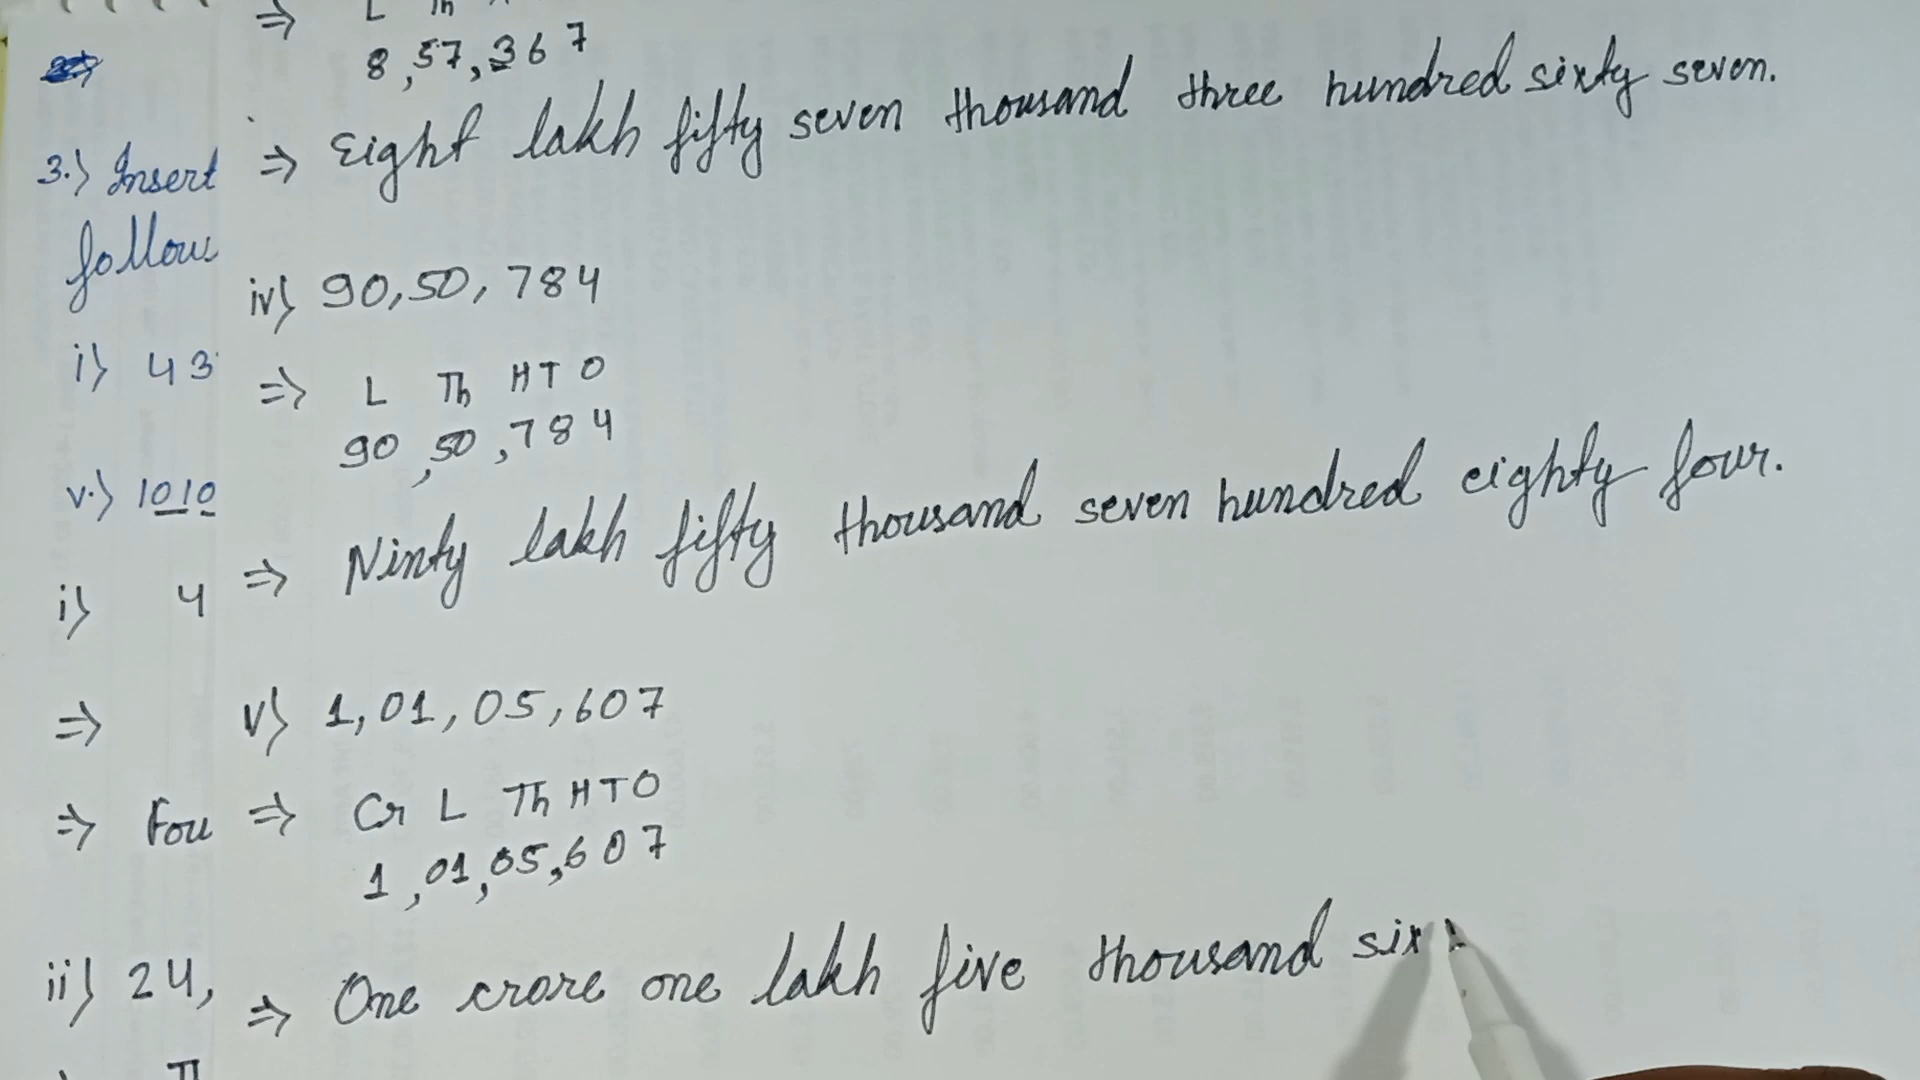 ⇒ L Th
8,57,367
3.) Insert
⇒ Eight lakh fifty seven thousand three hundred sixty seven.
follow
iv) 90,50,784
i) 43
⇒ L Th H T O
90,50,784
v.) 1010
⇒ Ninty lakh fifty thousand seven hundred eighty four.
i) 4
⇒
v) 1,01,05,607
⇒ Fou
⇒ Cr L Th H T O
1,01,05,607
ii) 24,
⇒ One crore one lakh five thousand six